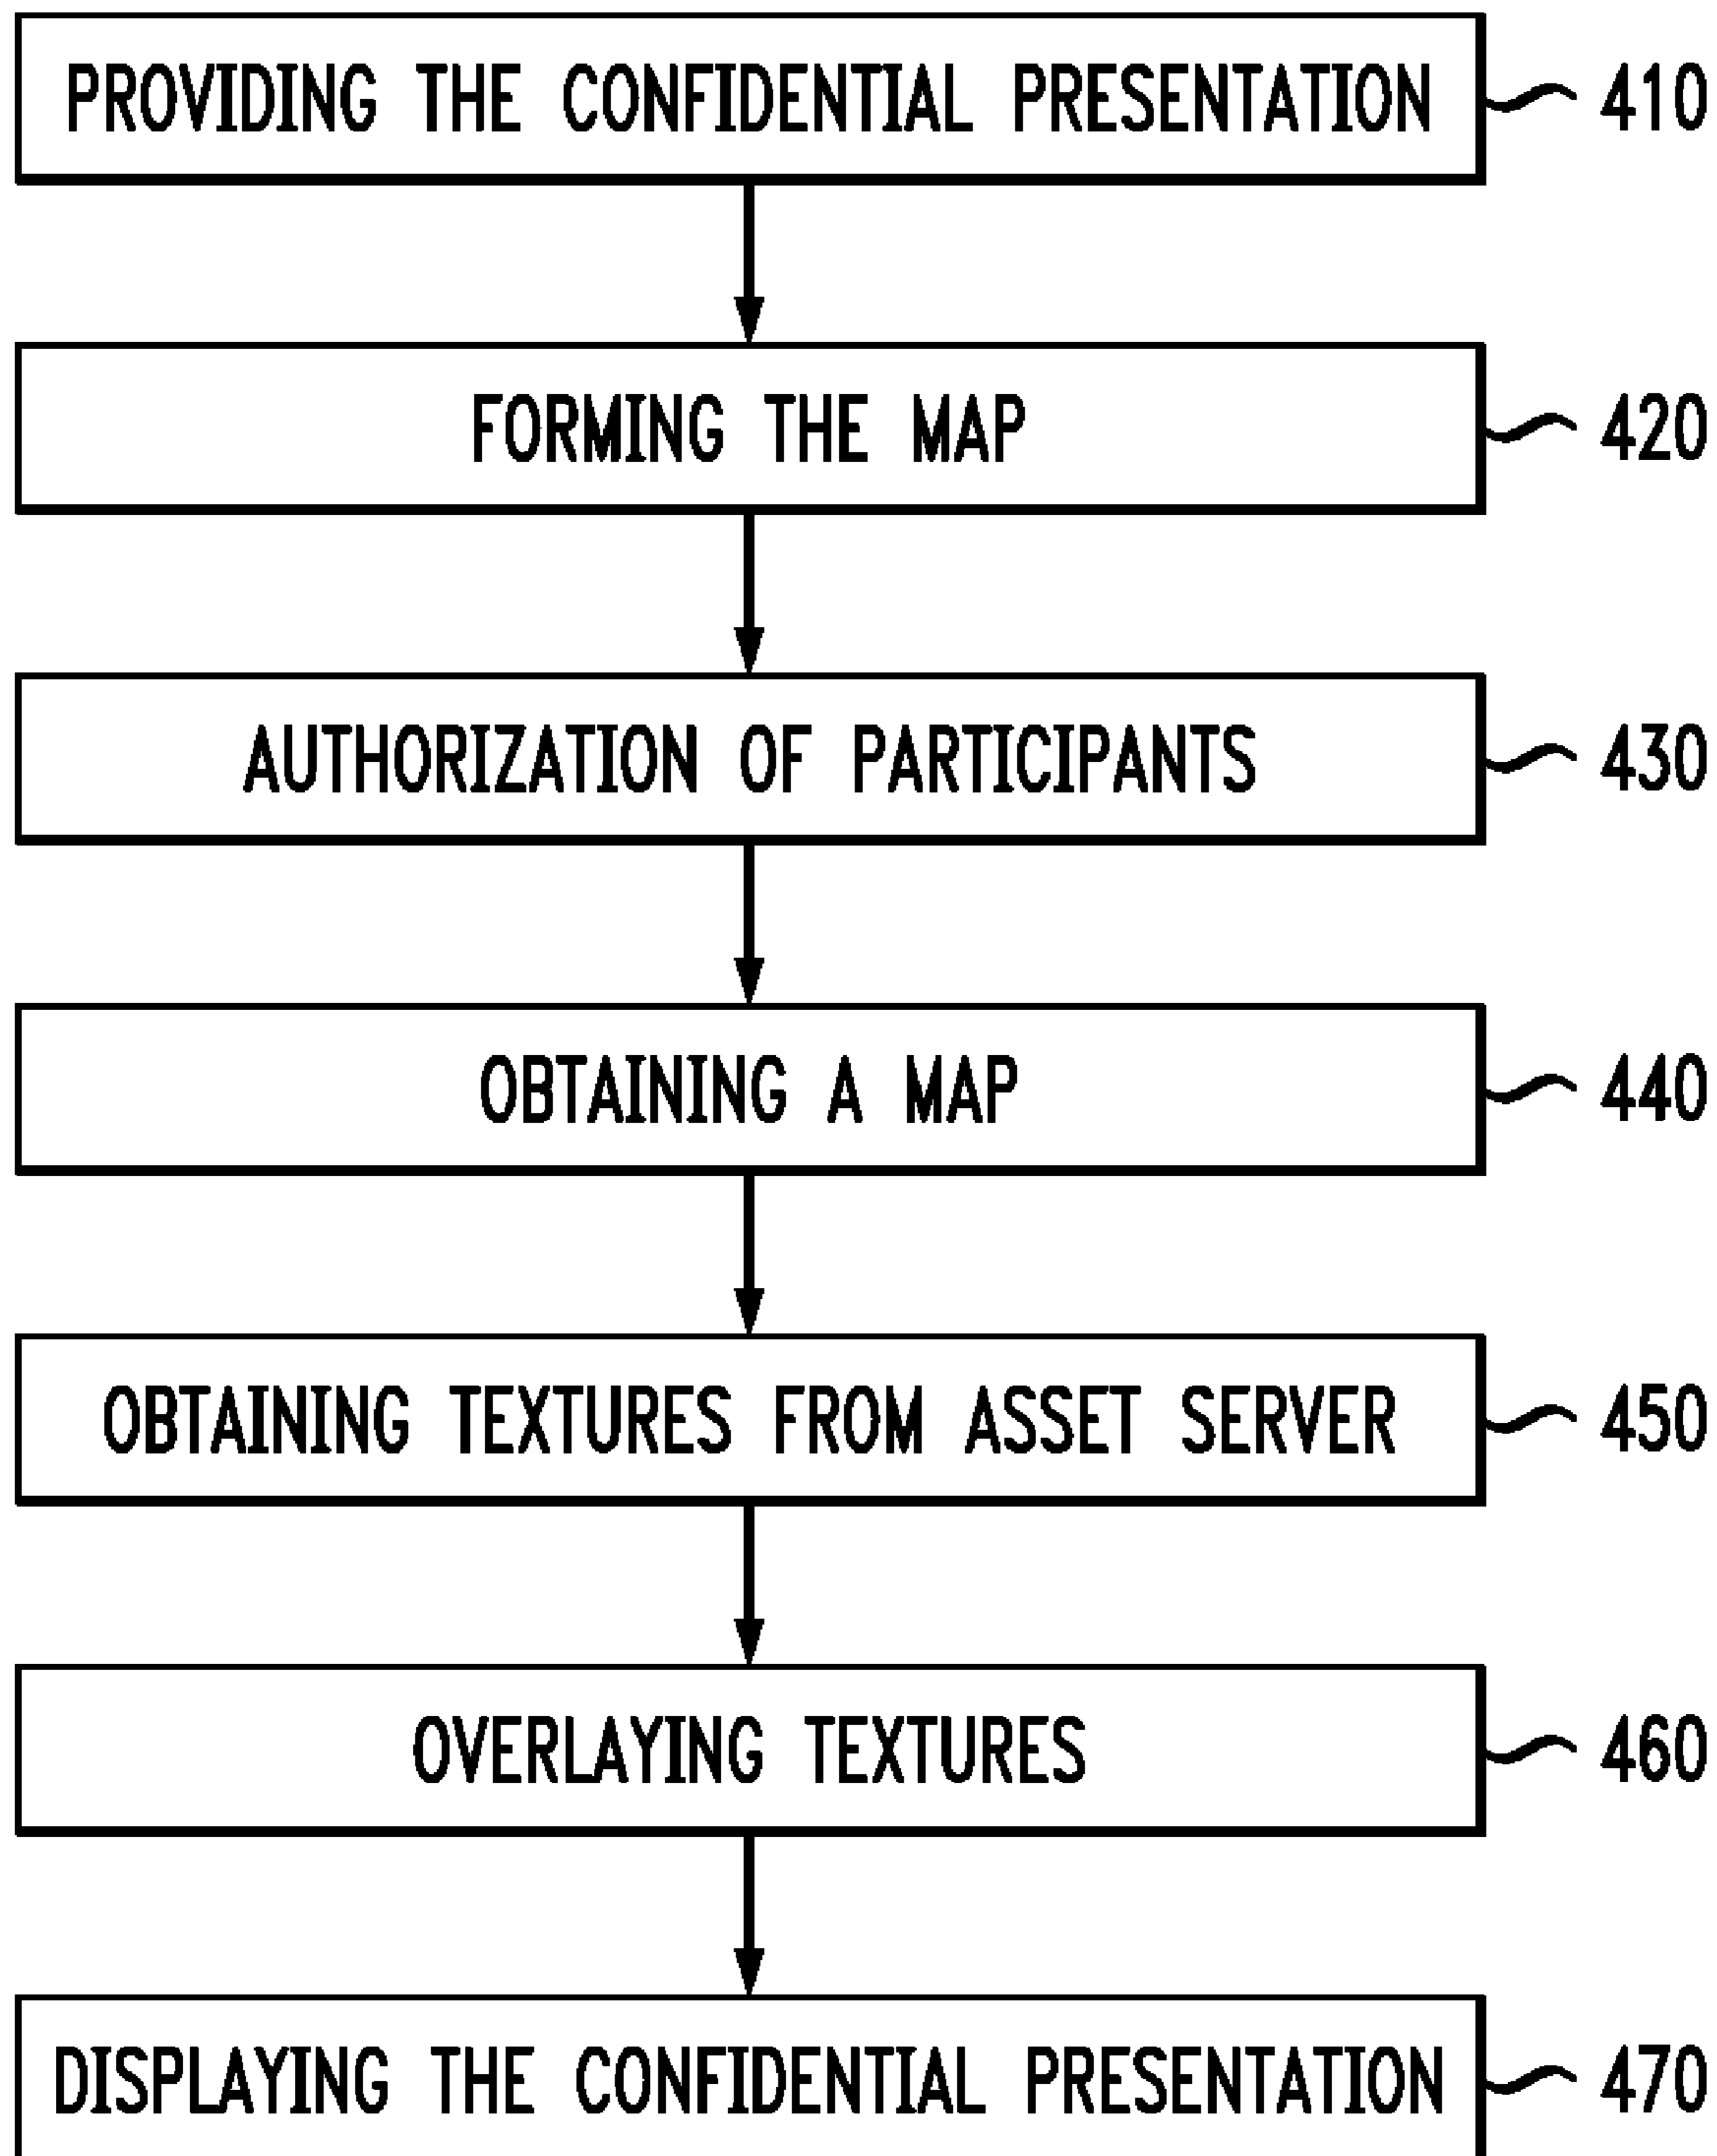 PROVIDING THE CONFIDENTIAL PRESENTATION 410
FORMING THE MAP 420
AUTHORIZATION OF PARTICIPANTS 430
OBTAINING A MAP 440
OBTAINING TEXTURES FROM ASSET SERVER 450
OVERLAYING TEXTURES 460
DISPLAYING THE CONFIDENTIAL PRESENTATION 470